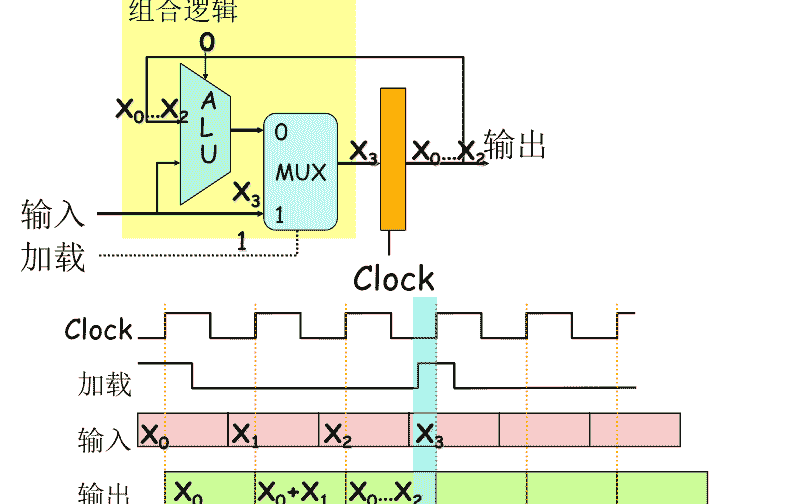 组合逻辑
0
X₀...X₂
A
L
U
0
MUX
1
X₃
X₃
X₀...X₂
输出
输入
1
加载
Clock
Clock
加载
输入
X₀
X₁
X₂
X₃
输出
X₀
X₀+X₁
X₀...X₂